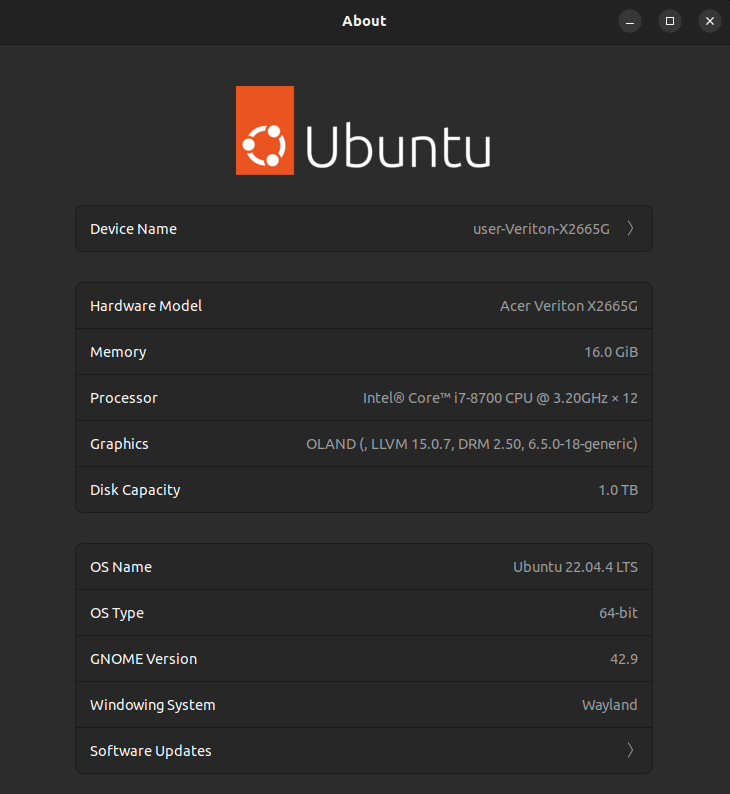 About
Ubuntu
Device Name user-Veriton-X2665G
Hardware Model Acer Veriton X2665G
Memory 16.0 GiB
Processor Intel® Core™ i7-8700 CPU @ 3.20GHz × 12
Graphics OLAND (, LLVM 15.0.7, DRM 2.50, 6.5.0-18-generic)
Disk Capacity 1.0 TB
OS Name Ubuntu 22.04.4 LTS
OS Type 64-bit
GNOME Version 42.9
Windowing System Wayland
Software Updates